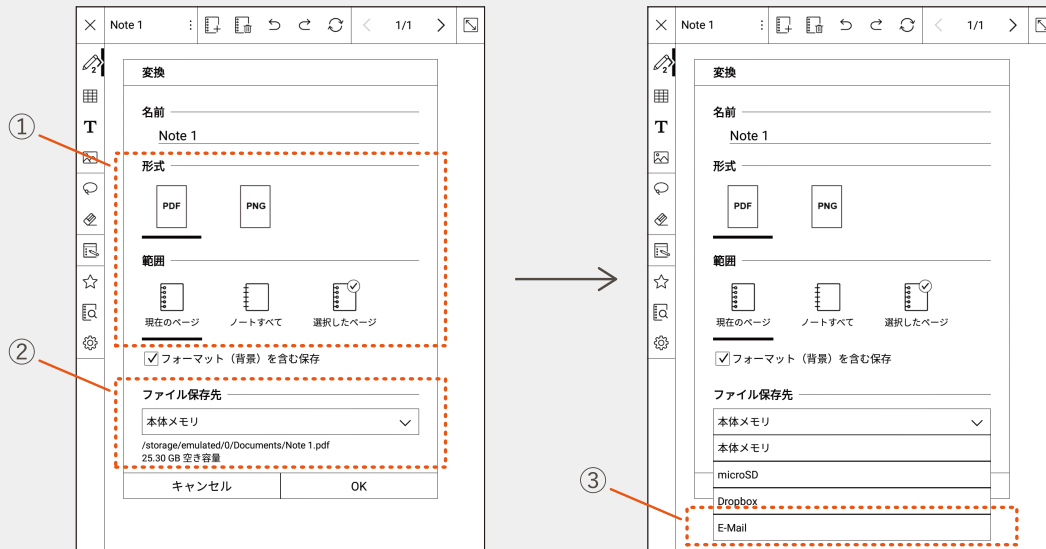 Note 1
1/1
変換
名前
Note 1
形式
PDF
PNG
範囲
現在のページ
ノートすべて
選択したページ
フォーマット（背景）を含む保存
ファイル保存先
本体メモリ
/storage/emulated/0/Documents/Note 1.pdf
25.30 GB 空き容量
キャンセル
OK
①
②
Note 1
1/1
変換
名前
Note 1
形式
PDF
PNG
範囲
現在のページ
ノートすべて
選択したページ
フォーマット（背景）を含む保存
ファイル保存先
本体メモリ
本体メモリ
microSD
Dropbox
E-Mail
③
T
2
T
2